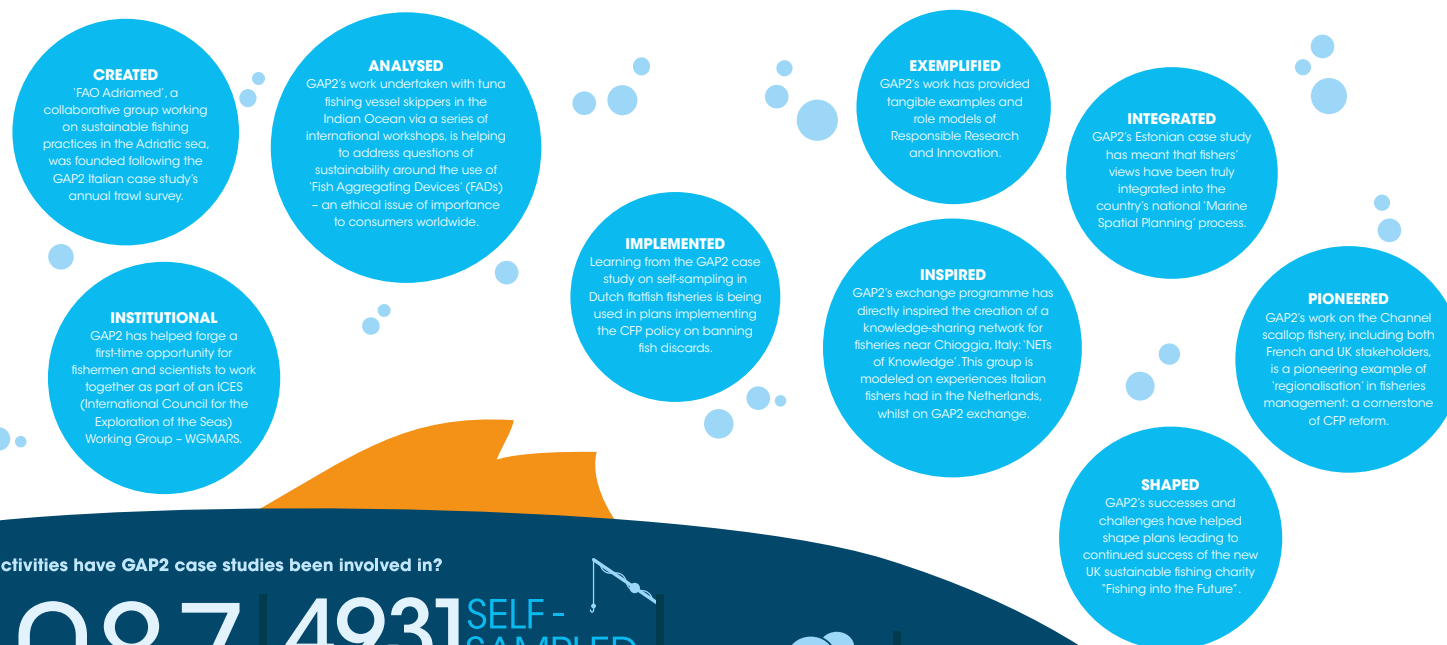 CREATED
'FAO Adriamed', a
collaborative group working
on sustainable fishing
practices in the Adriatic sea,
was founded following the
GAP2 Italian case study's
annual trawl survey.
ANALYSED
GAP2's work undertaken with tuna
fishing vessel skippers in the
Indian Ocean via a series of
international workshops, is helping
to address questions of
sustainability around the use of
'Fish Aggregating Devices' (FADs)
– an ethical issue of importance
to consumers worldwide.
EXEMPLIFIED
GAP2's work has provided
tangible examples and
role models of
Responsible Research
and Innovation.
INTEGRATED
GAP2's Estonian case study
has meant that fishers'
views have been truly
integrated into the
country's national 'Marine
Spatial Planning' process.
IMPLEMENTED
Learning from the GAP2 case
study on self-sampling in
Dutch flatfish fisheries is being
used in plans implementing
the CFP policy on banning
fish discards.
INSPIRED
GAP2's exchange programme has
directly inspired the creation of a
knowledge-sharing network for
fisheries near Chioggia, Italy: 'NETs
of Knowledge'. This group is
modeled on experiences Italian
fishers had in the Netherlands,
whilst on GAP2 exchange.
PIONEERED
GAP2's work on the Channel
scallop fishery, including both
French and UK stakeholders,
is a pioneering example of
'regionalisation' in fisheries
management: a cornerstone
of CFP reform.
INSTITUTIONAL
GAP2 has helped forge a
first-time opportunity for
fishermen and scientists to work
together as part of an ICES
(International Council for the
Exploration of the Seas)
Working Group – WGMARS.
SHAPED
GAP2's successes and
challenges have helped
shape plans leading to
continued success of the new
UK sustainable fishing charity
"Fishing into the Future".
ctivities have GAP2 case studies been involved in?
987
4931
SELF-
SAMPLED